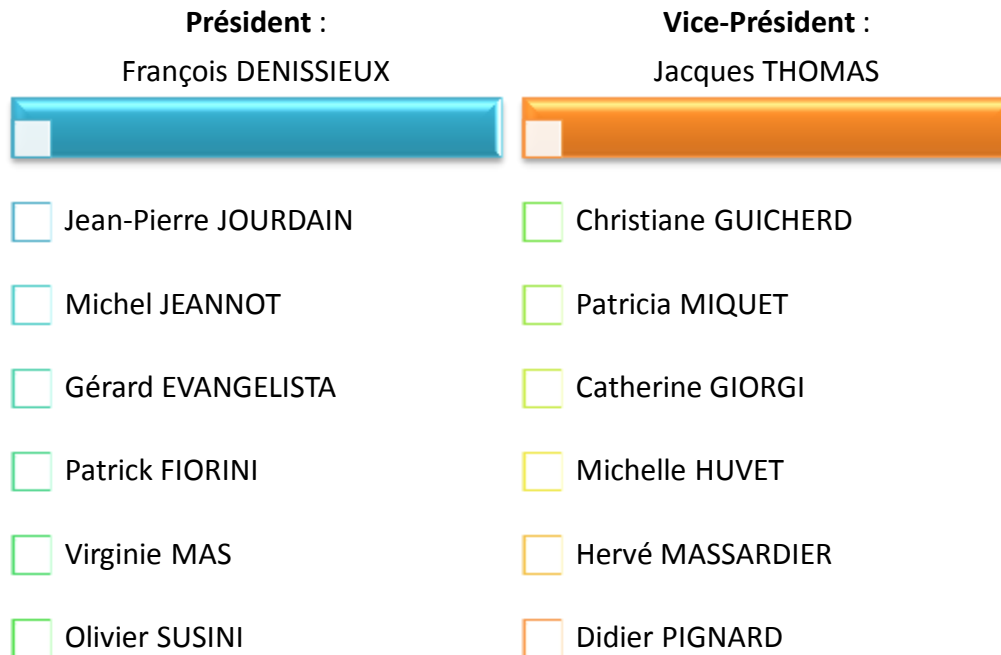 Président :
François DENISSIEUX
Jean-Pierre JOURDAIN
Michel JEANNOT
Gérard EVANGELISTA
Patrick FIORINI
Virginie MAS
Olivier SUSINI
Vice-Président :
Jacques THOMAS
Christiane GUICHERD
Patricia MIQUET
Catherine GIORGI
Michelle HUVET
Hervé MASSARDIER
Didier PIGNARD